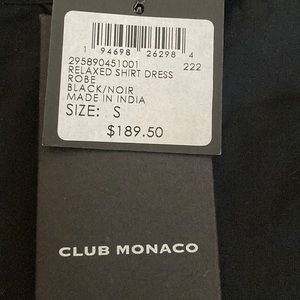 1 94698 26298 4
295890451001 222
RELAXED SHIRT DRESS
ROBE
BLACK/NOIR
MADE IN INDIA
SIZE: S
$189.50
CLUB MONACO